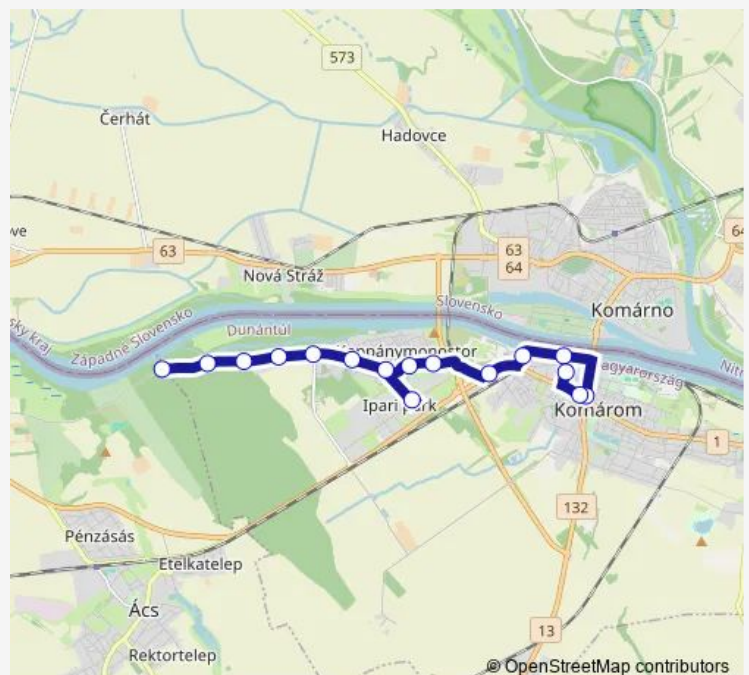 573
Čerhát
Hadovce
63
64
63
64
Nová Stráž
Komárno
Slovensko
Západné Slovensko
Dunántúl
Koppánymonostor
Ipari park
Komárom
1
132
Pénzásás
Etelkatelep
Ács
Rektortelep
13
© OpenStreetMap contributors